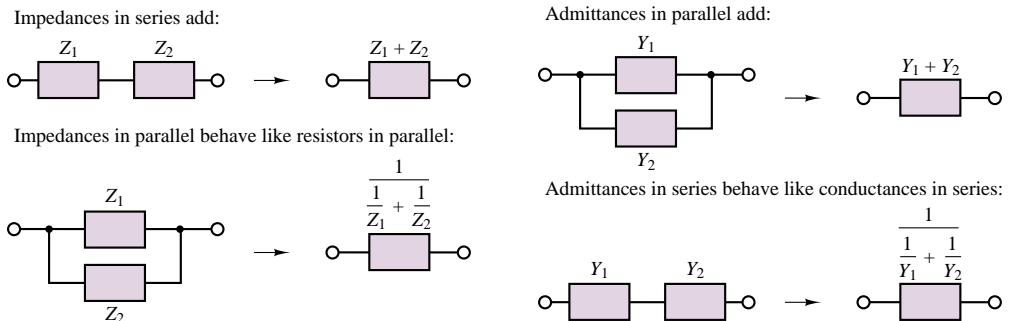 Impedances in series add:
Z1 Z2 Z1 + Z2
Impedances in parallel behave like resistors in parallel:
Z1
Z2
1
1 + 1
Z1 Z2
Admittances in parallel add:
Y1
Y2
Y1 + Y2
Admittances in series behave like conductances in series:
Y1 Y2
1
1 + 1
Y1 Y2